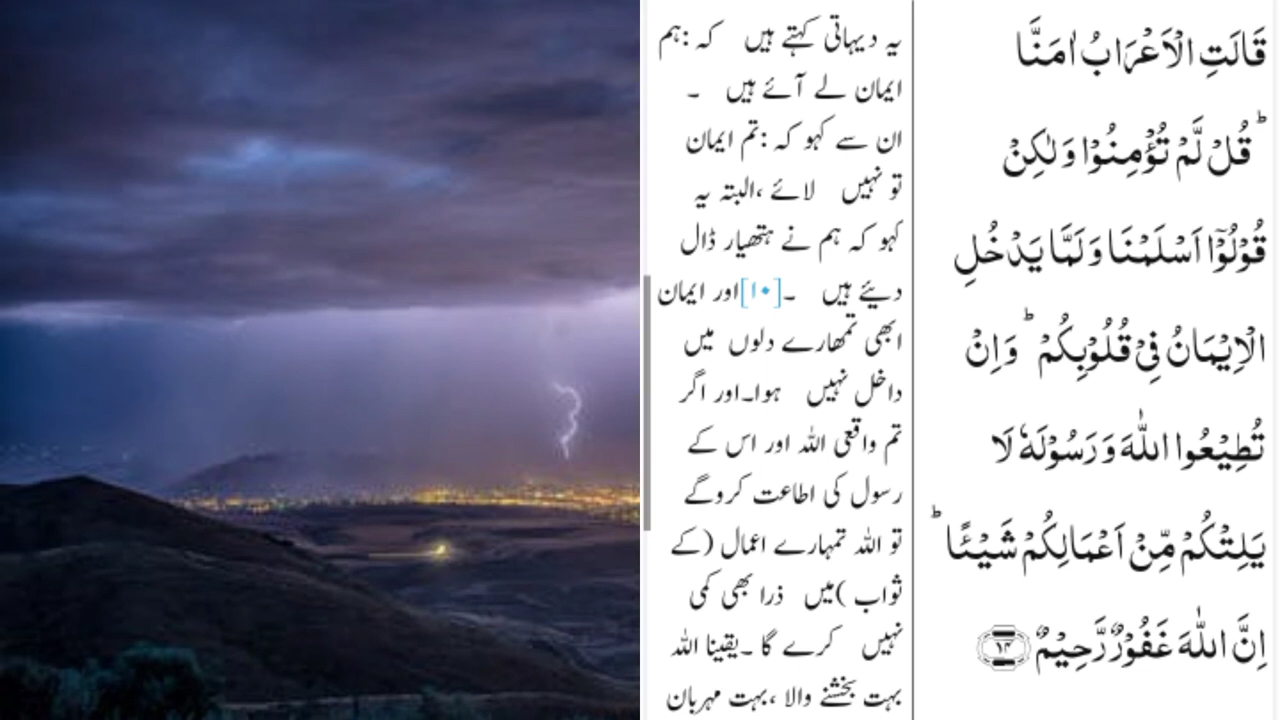 قَالَتِ الْاَعْرَابُ اٰمَنَّا
ؕ قُلْ لَّمْ تُؤْمِنُوْا وَلٰكِنْ
قُوْلُوْۤا اَسْلَمْنَا وَلَمَّا يَدْخُلِ
الْاِيْمَانُ فِيْ قُلُوْبِكُمْ ؕ وَاِنْ
تُطِيْعُوا اللّٰهَ وَرَسُوْلَهٗ لَا
يَلِتْكُمْ مِّنْ اَعْمَالِكُمْ شَيْـًٔا ؕ
اِنَّ اللّٰهَ غَفُوْرٌ رَّحِيْمٌ ۱۴
یہ دیہاتی کہتے ہیں کہ :ہم
ایمان لے آئے ہیں ۔
ان سے کہو کہ :تم ایمان
تو نہیں لائے ،البتہ یہ
کہو کہ ہم نے ہتھیار ڈال
دیئے ہیں ۔[۱۰]اور ایمان
ابھی تمھارے دلوں میں
داخل نہیں ہوا۔اور اگر
تم واقعی اللہ اور اس کے
رسول کی اطاعت کروگے
تو اللہ تمہارے اعمال (کے
ثواب )میں ذرا بھی کمی
نہیں کرے گا ۔یقینا اللہ
بہت بخشنے والا ،بہت مہربان